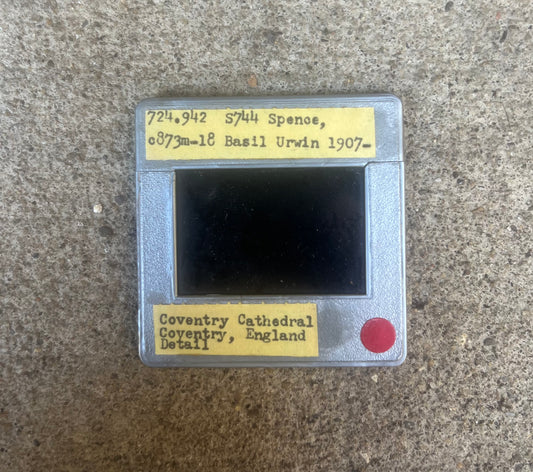 724.942 S744 Spence,
c873m-18 Basil Urwin 1907-
Coventry Cathedral
Coventry, England
Detail